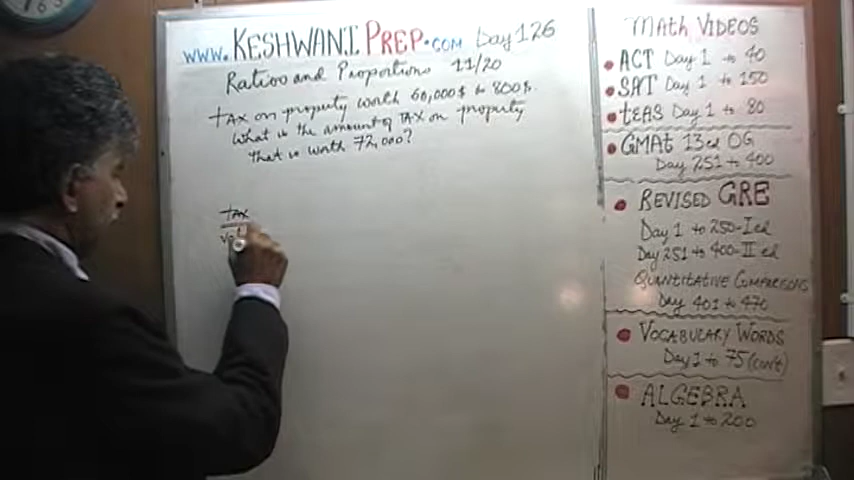 www.KESHWANI PREP.COM Day 126
Ratios and Proportions 11/20
tAX on property worth 60,000$ is 800$.
What is the amount of TAX on property
that is worth 72,000?
tAX
MAth VIDEOS
ACT Day 1 to 40
SAT Day 1 to 150
tEAS Day 1 to 80
GMAt 13 ed OG
Day 251 to 400
REVISED GRE
Day 1 to 250-I ed
Day 251 to 400-II ed
QUANtitAtivE COMPARISONS
Day 401 to 470
VOCABULARY WORDS
Day 1 to 75 (con't)
ALGEBRA
Day 1 to 200